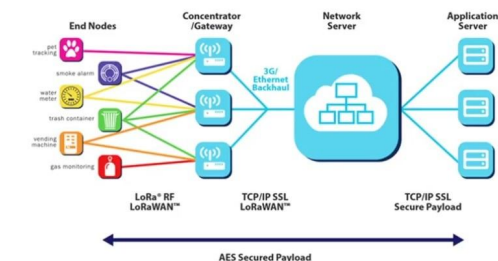 End Nodes
Concentrator
/Gateway
Network
Server
Application
Server
pet
tracking
smoke alarm
water
meter
trash container
vending
machine
gas monitoring
3G/
Ethernet
Backhaul
LoRa® RF
LoRaWAN™
TCP/IP SSL
LoRaWAN™
TCP/IP SSL
Secure Payload
AES Secured Payload